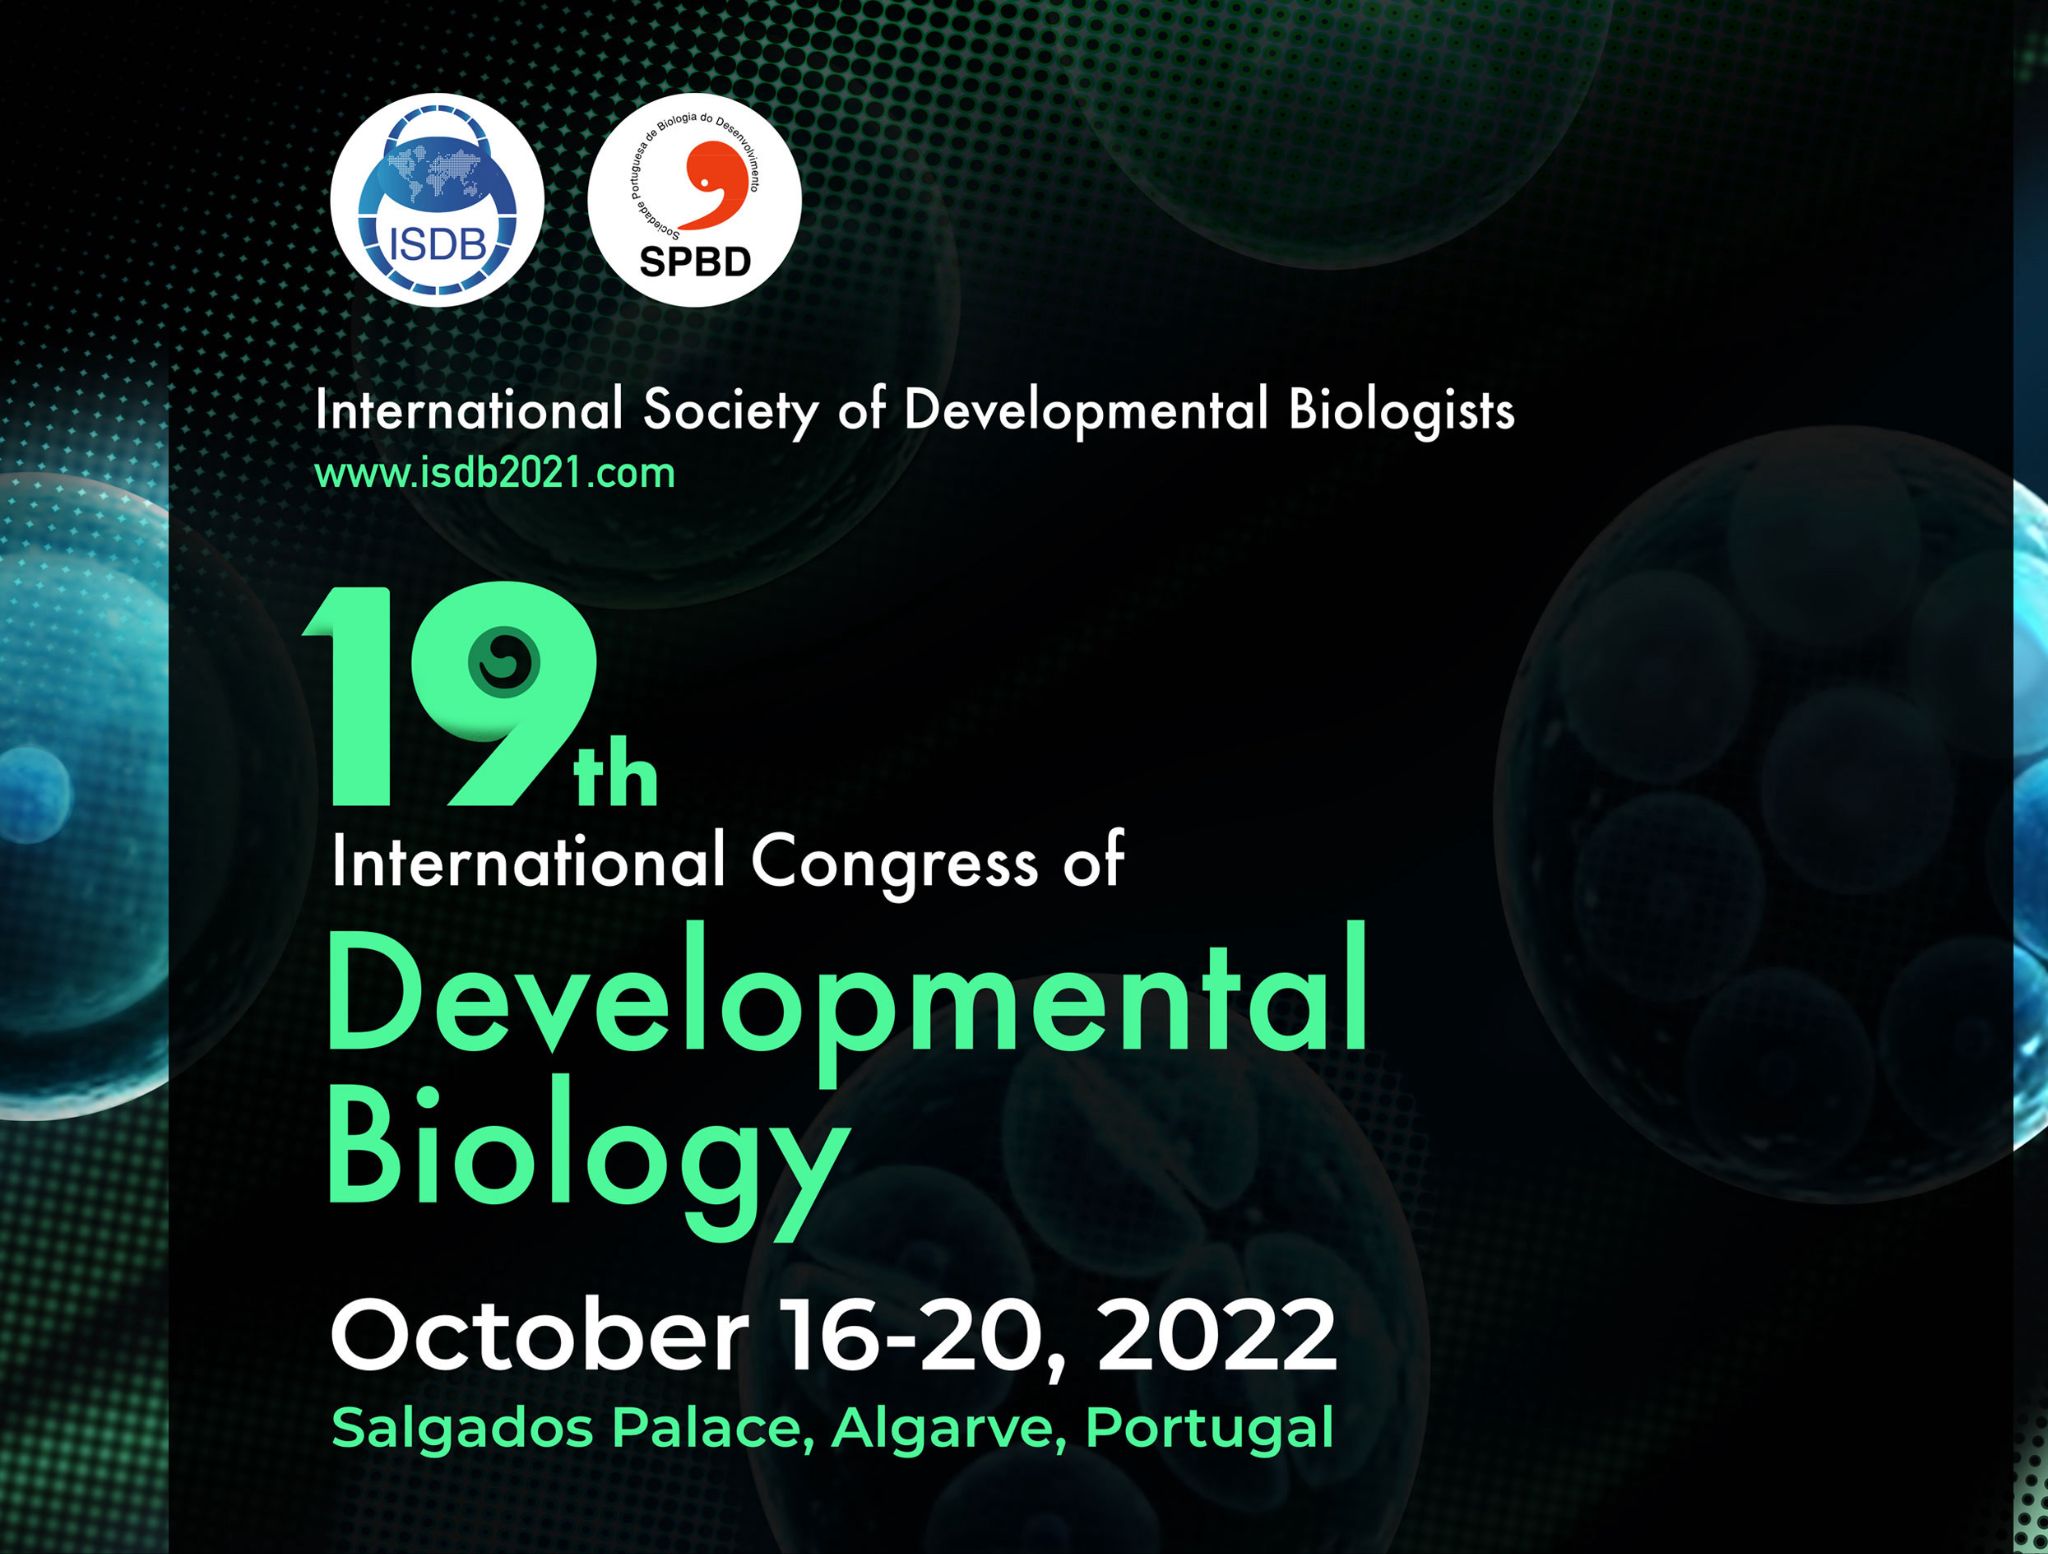 ISDB
Sociedade Portuguesa de Biologia do Desenvolvimento
SPBD
International Society of Developmental Biologists
www.isdb2021.com
19th
International Congress of
Developmental
Biology
October 16-20, 2022
Salgados Palace, Algarve, Portugal